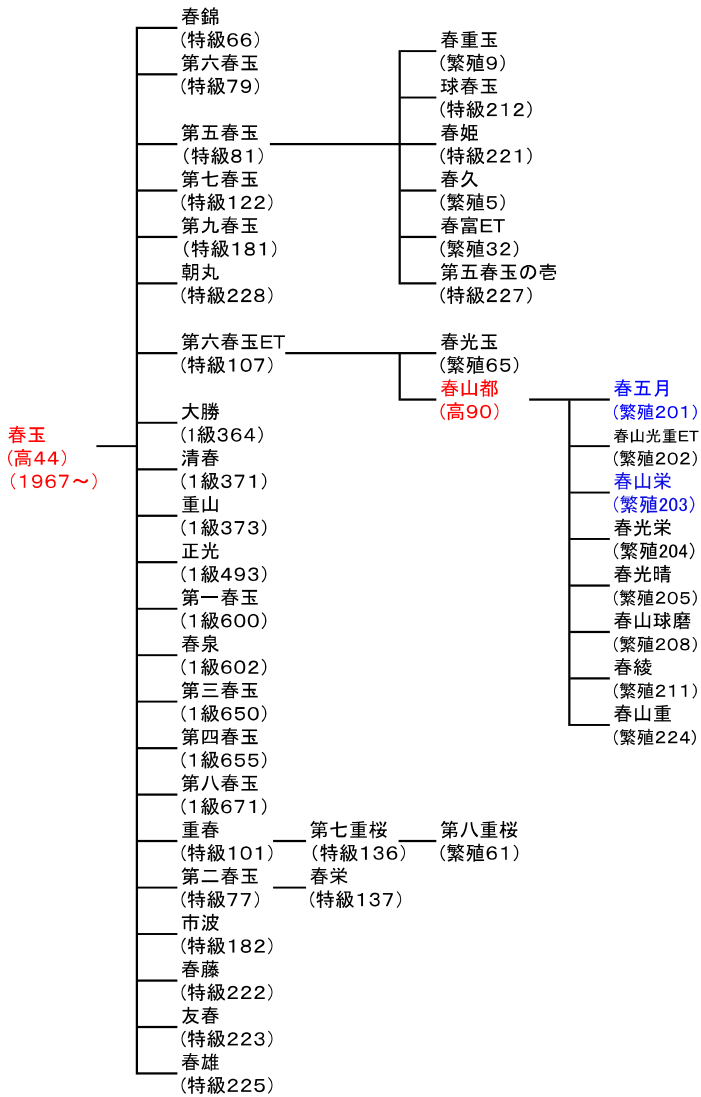 春錦
(特級66)
第六春玉
(特級79)
第五春玉
(特級81)
第七春玉
(特級122)
第九春玉
(特級181)
朝丸
(特級228)
第六春玉ET
(特級107)
大勝
(1級364)
清春
(1級371)
重山
(1級373)
正光
(1級493)
第一春玉
(1級600)
春泉
(1級602)
第三春玉
(1級650)
第四春玉
(1級655)
第八春玉
(1級671)
重春
(特級101)
第二春玉
(特級77)
市波
(特級182)
春藤
(特級222)
友春
(特級223)
春雄
(特級225)
春玉
(高44)
(1967～)
春重玉
(繁殖9)
球春玉
(特級212)
春姫
(特級221)
春久
(繁殖5)
春富ET
(繁殖32)
第五春玉の壱
(特級227)
春光玉
(繁殖65)
春山都
(高90)
第七重桜
(特級136)
第八重桜
(繁殖61)
春栄
(特級137)
春五月
(繁殖201)
春山光重ET
(繁殖202)
春山栄
(繁殖203)
春光栄
(繁殖204)
春光晴
(繁殖205)
春山球磨
(繁殖208)
春綾
(繁殖211)
春山重
(繁殖224)